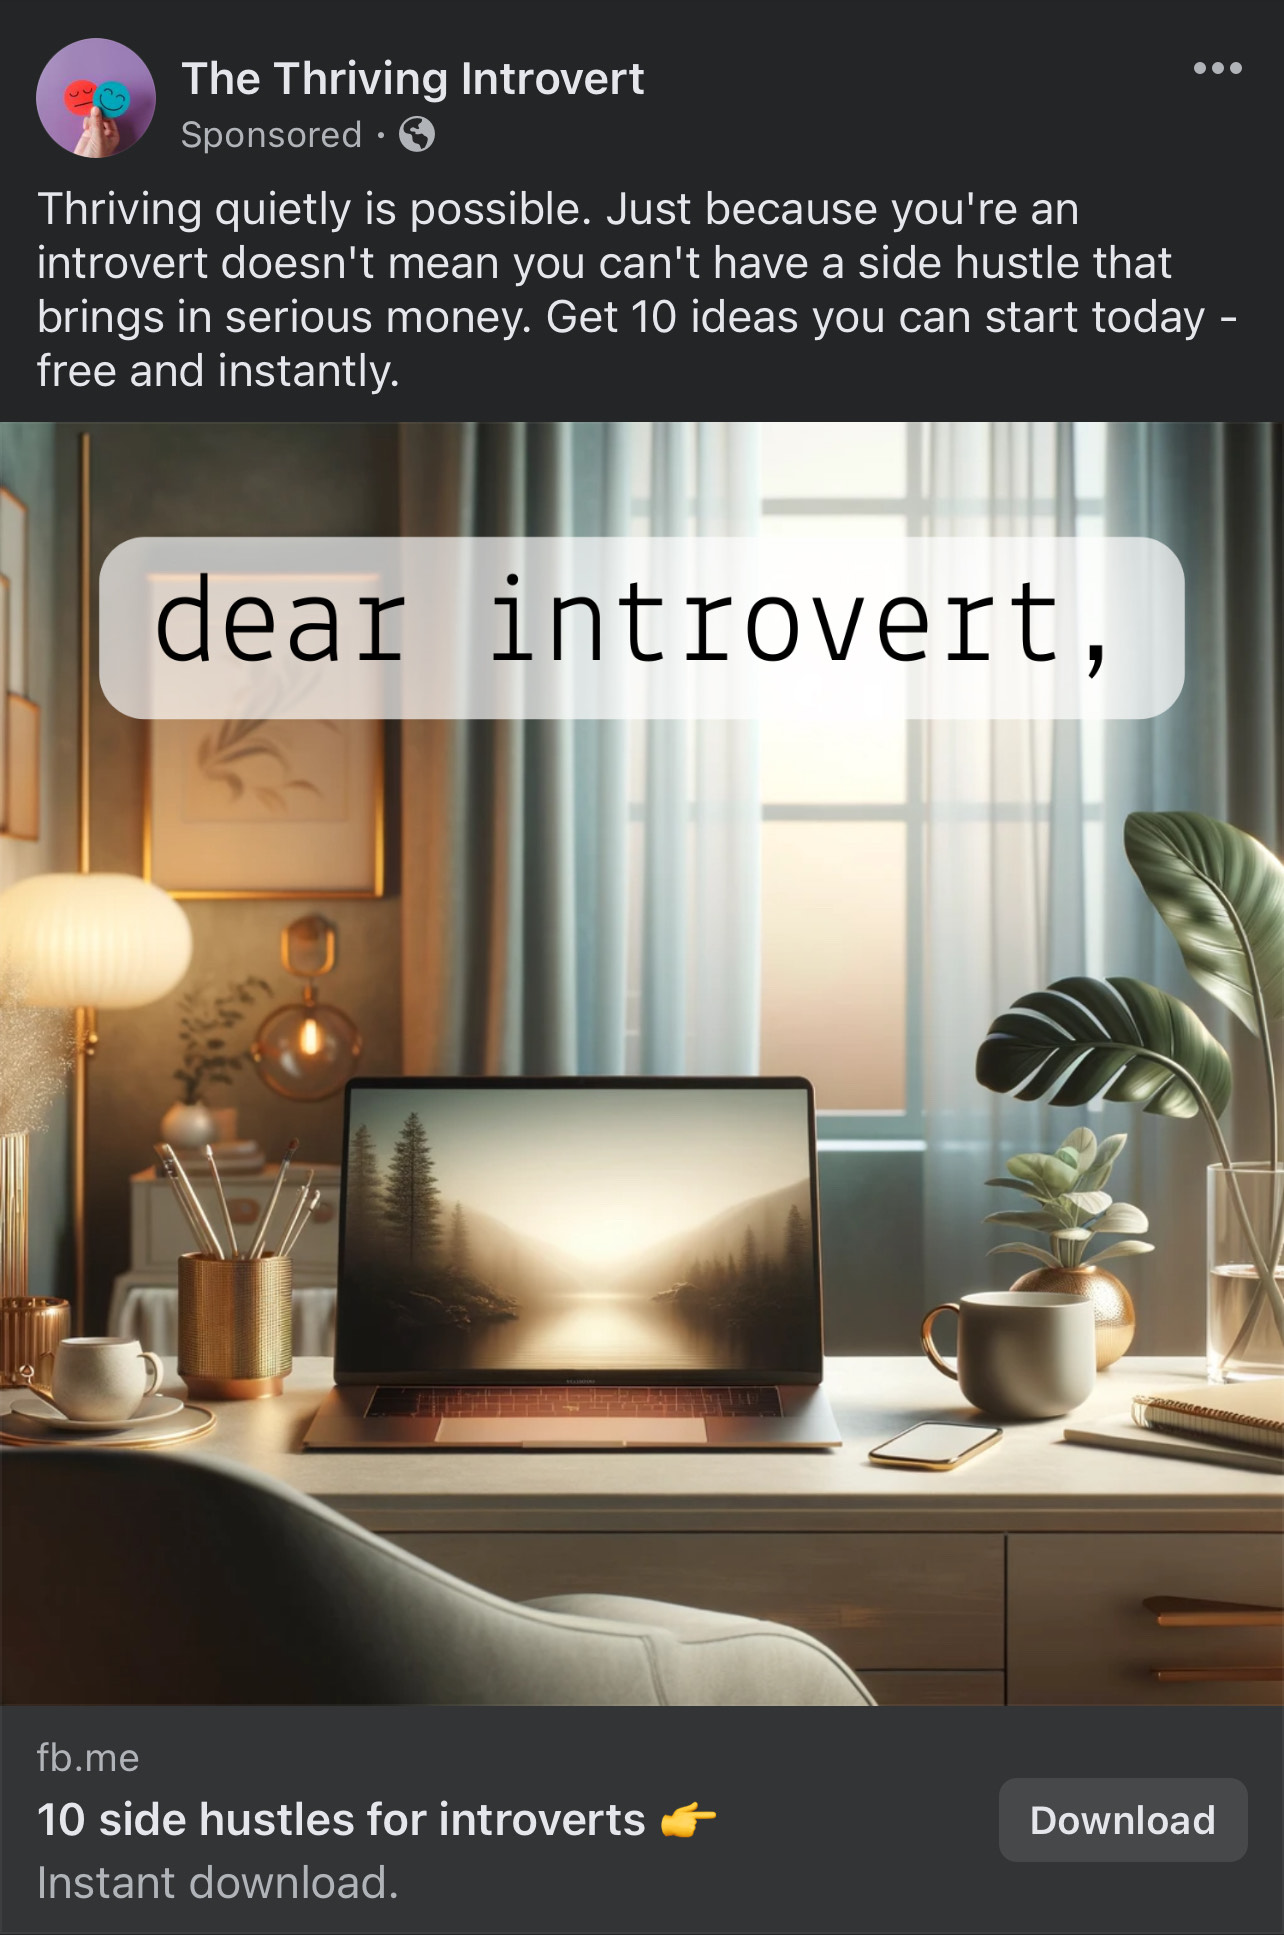 The Thriving Introvert
Sponsored ·
Thriving quietly is possible. Just because you're an
introvert doesn't mean you can't have a side hustle that
brings in serious money. Get 10 ideas you can start today -
free and instantly.
dear introvert,
fb.me
10 side hustles for introverts 👉
Download
Instant download.